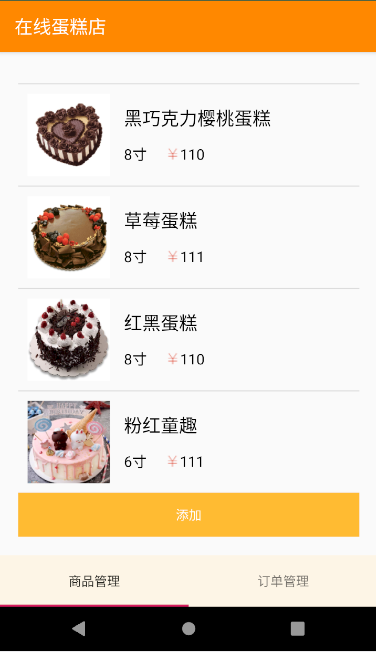 在线蛋糕店
黑巧克力樱桃蛋糕
8寸 ￥110
草莓蛋糕
8寸 ￥111
红黑蛋糕
8寸 ￥110
粉红童趣
6寸 ￥111
添加
商品管理 订单管理